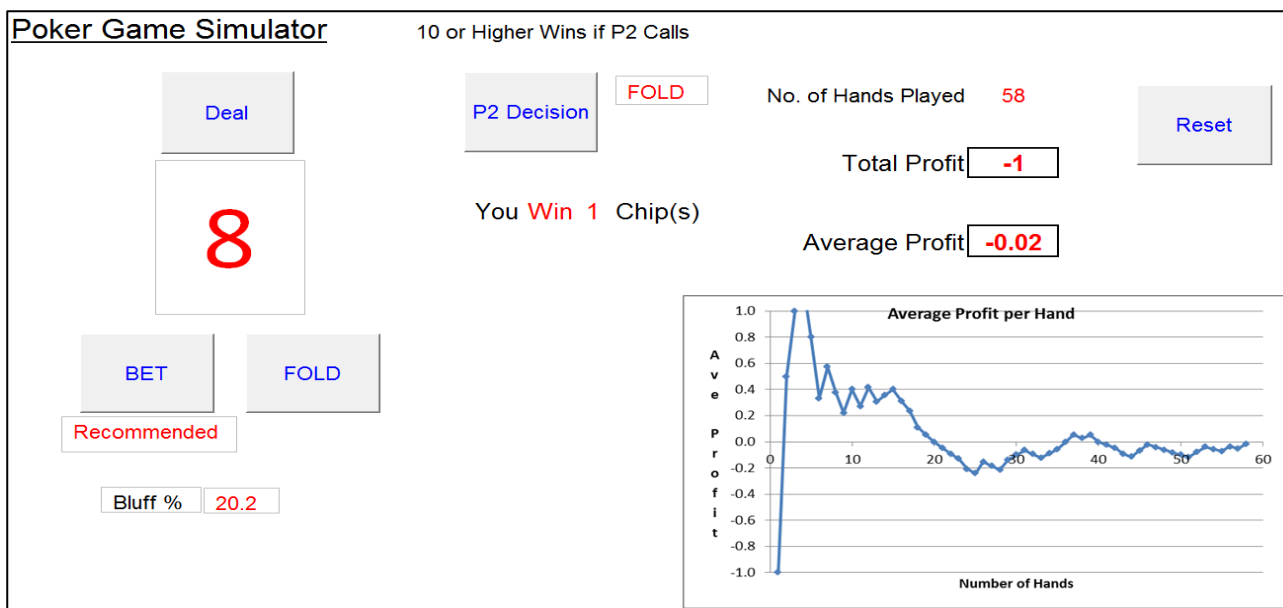 Poker Game Simulator
10 or Higher Wins if P2 Calls
Deal
P2 Decision
FOLD
No. of Hands Played 58
Reset
Total Profit -1
8
You Win 1 Chip(s)
Average Profit -0.02
BET
FOLD
Recommended
Bluff % 20.2
Average Profit per Hand
Ave Profit
1.0
0.8
0.6
0.4
0.2
0.0
-0.2
-0.4
-0.6
-0.8
-1.0
0 10 20 30 40 50 60
Number of Hands